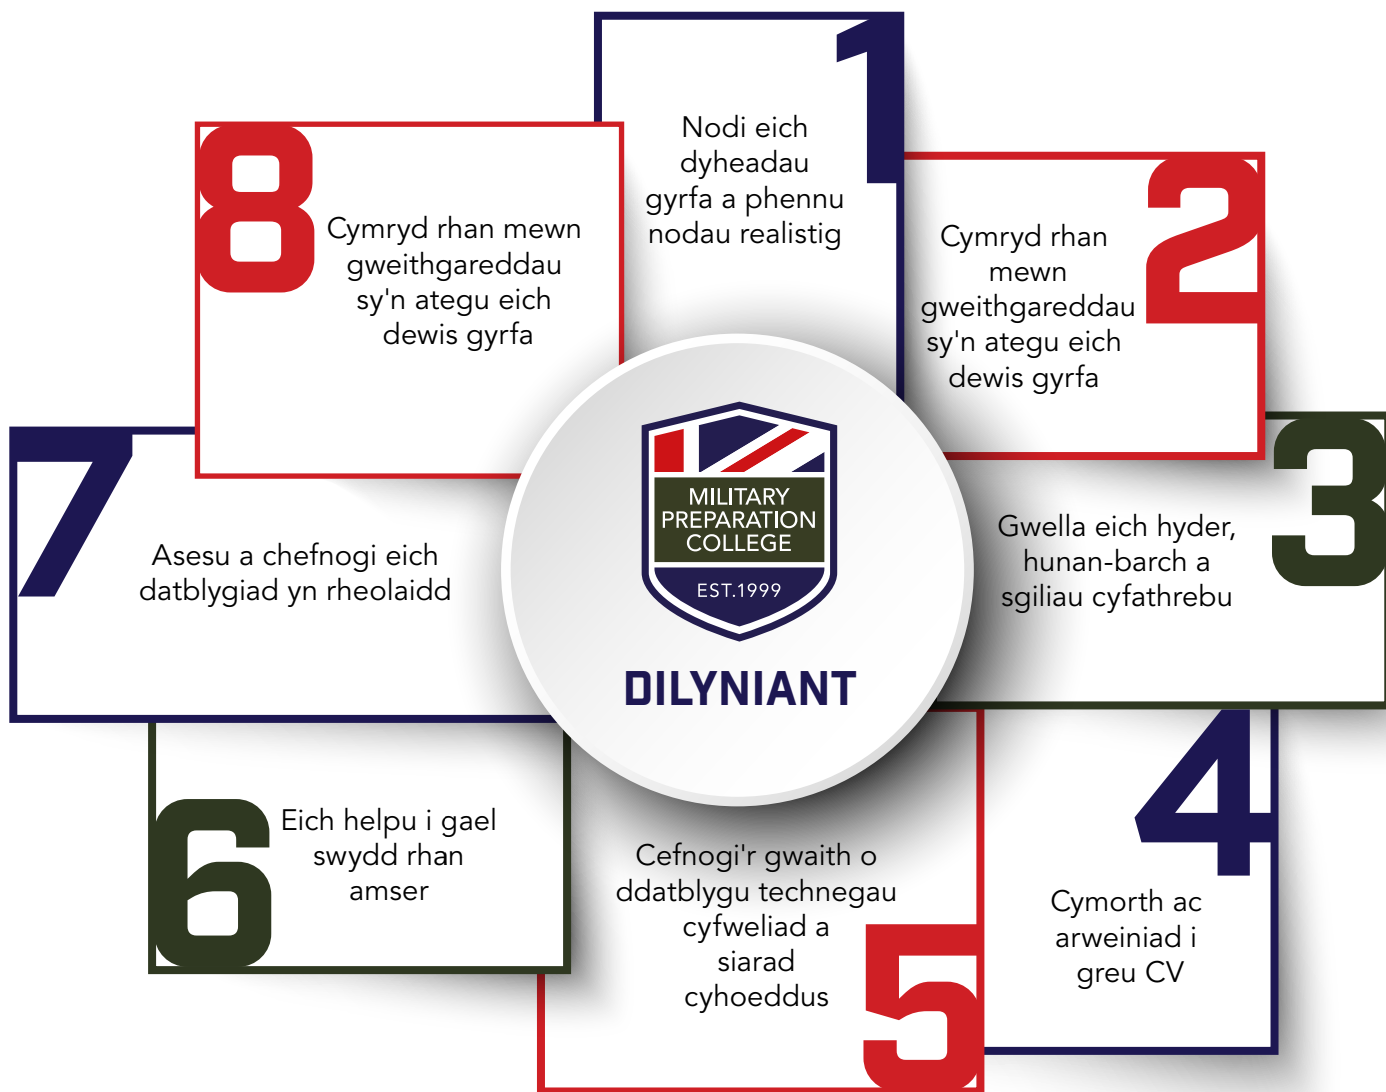 1
Nodi eich
dyheadau
gyrfa a phennu
nodau realistig
2
Cymryd rhan
mewn
gweithgareddau
sy'n ategu eich
dewis gyrfa
3
Gwella eich hyder,
hunan-barch a
sgiliau cyfathrebu
4
Cymorth ac
arweiniad i
greu CV
5
Cefnogi'r gwaith o
ddatblygu technegau
cyfweliad a
siarad
cyhoeddus
6
Eich helpu i gael
swydd rhan
amser
7
Asesu a chefnogi eich
datblygiad yn rheolaidd
8
Cymryd rhan mewn
gweithgareddau
sy'n ategu eich
dewis gyrfa
MILITARY
PREPARATION
COLLEGE
EST.1999
DILYNIANT